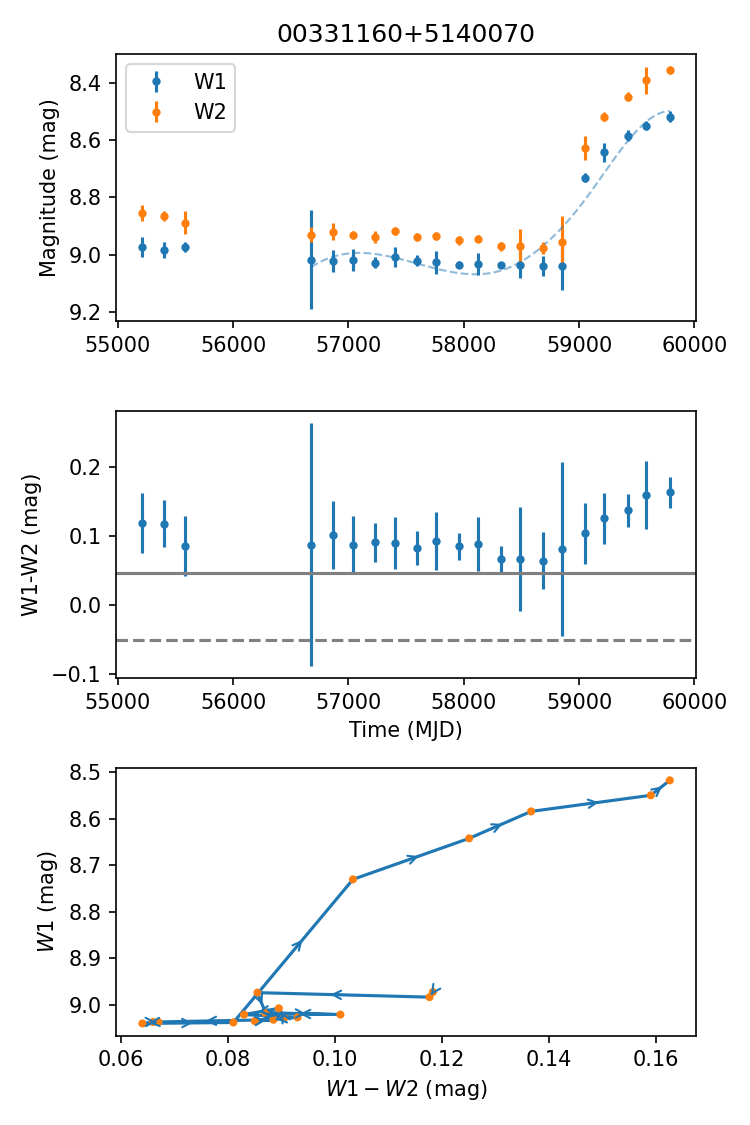 00331160+5140070
Magnitude (mag)
8.4
8.6
8.8
9.0
9.2
W1
W2
55000 56000 57000 58000 59000 60000
W1-W2 (mag)
0.2
0.1
0.0
−0.1
55000 56000 57000 58000 59000 60000
Time (MJD)
W1 (mag)
8.5
8.6
8.7
8.8
8.9
9.0
0.06 0.08 0.10 0.12 0.14 0.16
W1 − W2 (mag)